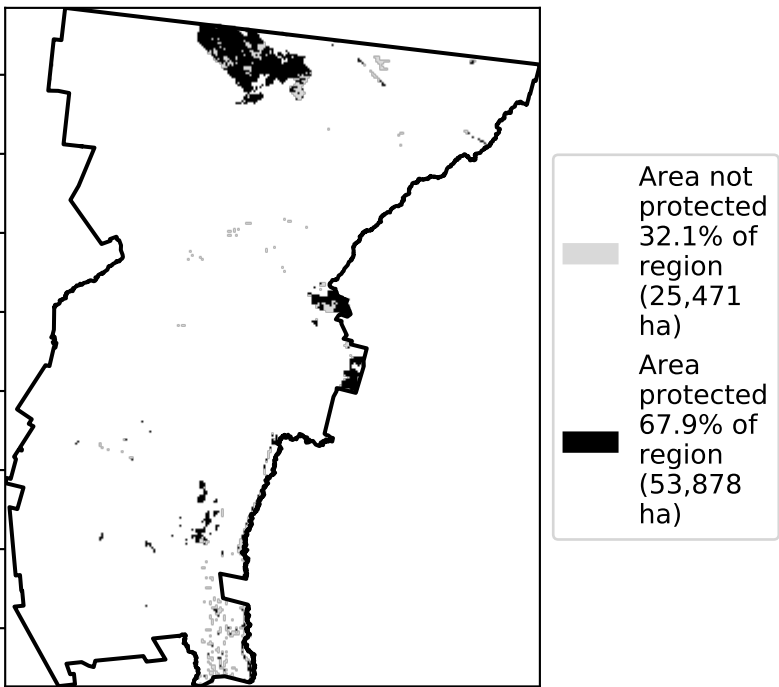 Area not
protected
32.1% of
region
(25,471
ha)
Area
protected
67.9% of
region
(53,878
ha)